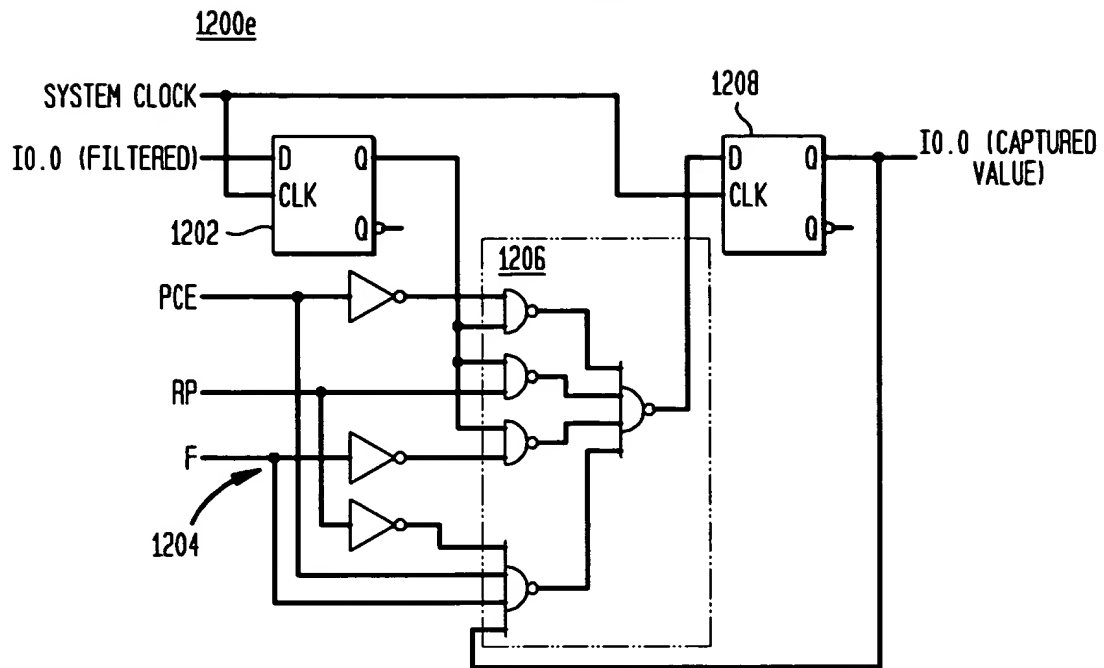 1200e
SYSTEM CLOCK
1208
I0.0 (FILTERED)
D
Q
CLK
Q
1202
D
Q
CLK
Q
I0.0 (CAPTURED
VALUE)
1206
PCE
RP
F
1204